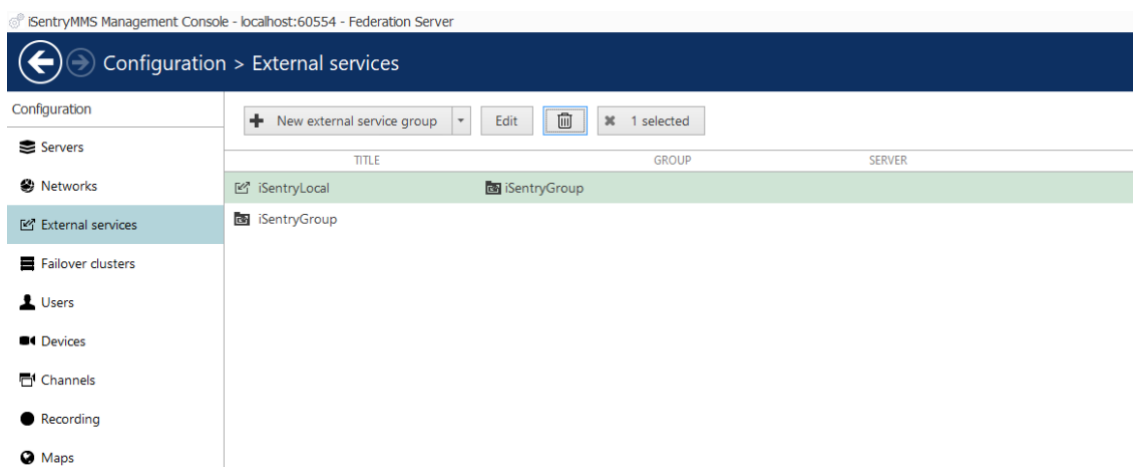 iSentryMMS Management Console - localhost:60554 - Federation Server
Configuration > External services
Configuration
New external service group
Edit
1 selected
Servers
TITLE
GROUP
SERVER
Networks
iSentryLocal
iSentryGroup
External services
iSentryGroup
Failover clusters
Users
Devices
Channels
Recording
Maps